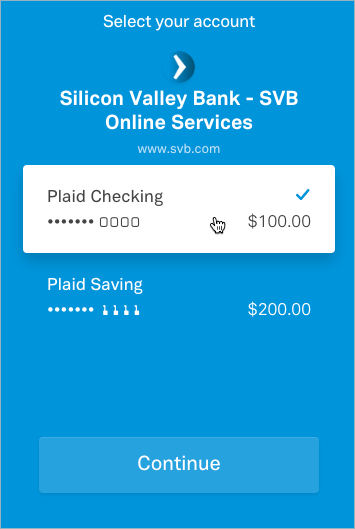 Select your account
Silicon Valley Bank - SVB
Online Services
www.svb.com
Plaid Checking
••••••• 0000 $100.00
Plaid Saving
••••••• 1111 $200.00
Continue